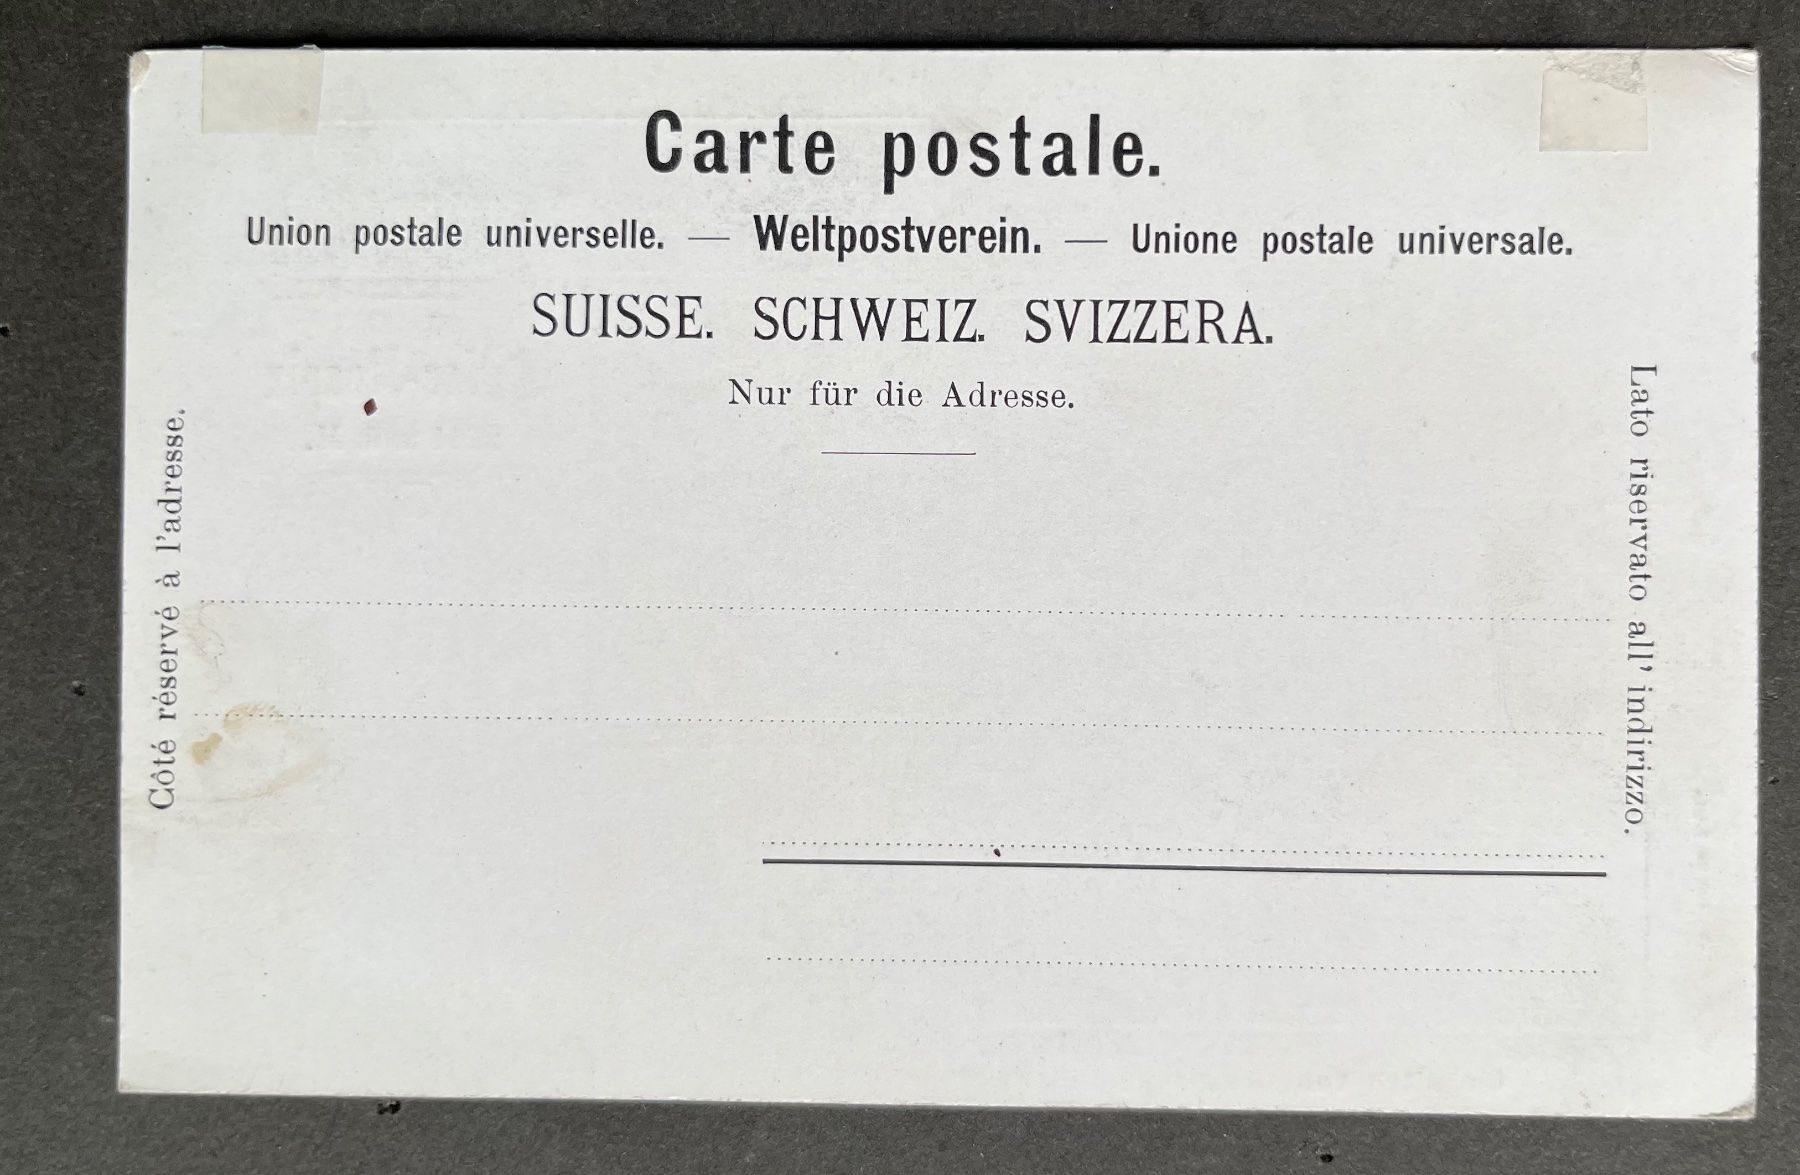 Carte postale.
Union postale universelle. — Weltpostverein. — Unione postale universale.
SUISSE. SCHWEIZ. SVIZZERA.
Nur für die Adresse.
Côté réservé à l'adresse.
Lato riservato all' indirizzo.